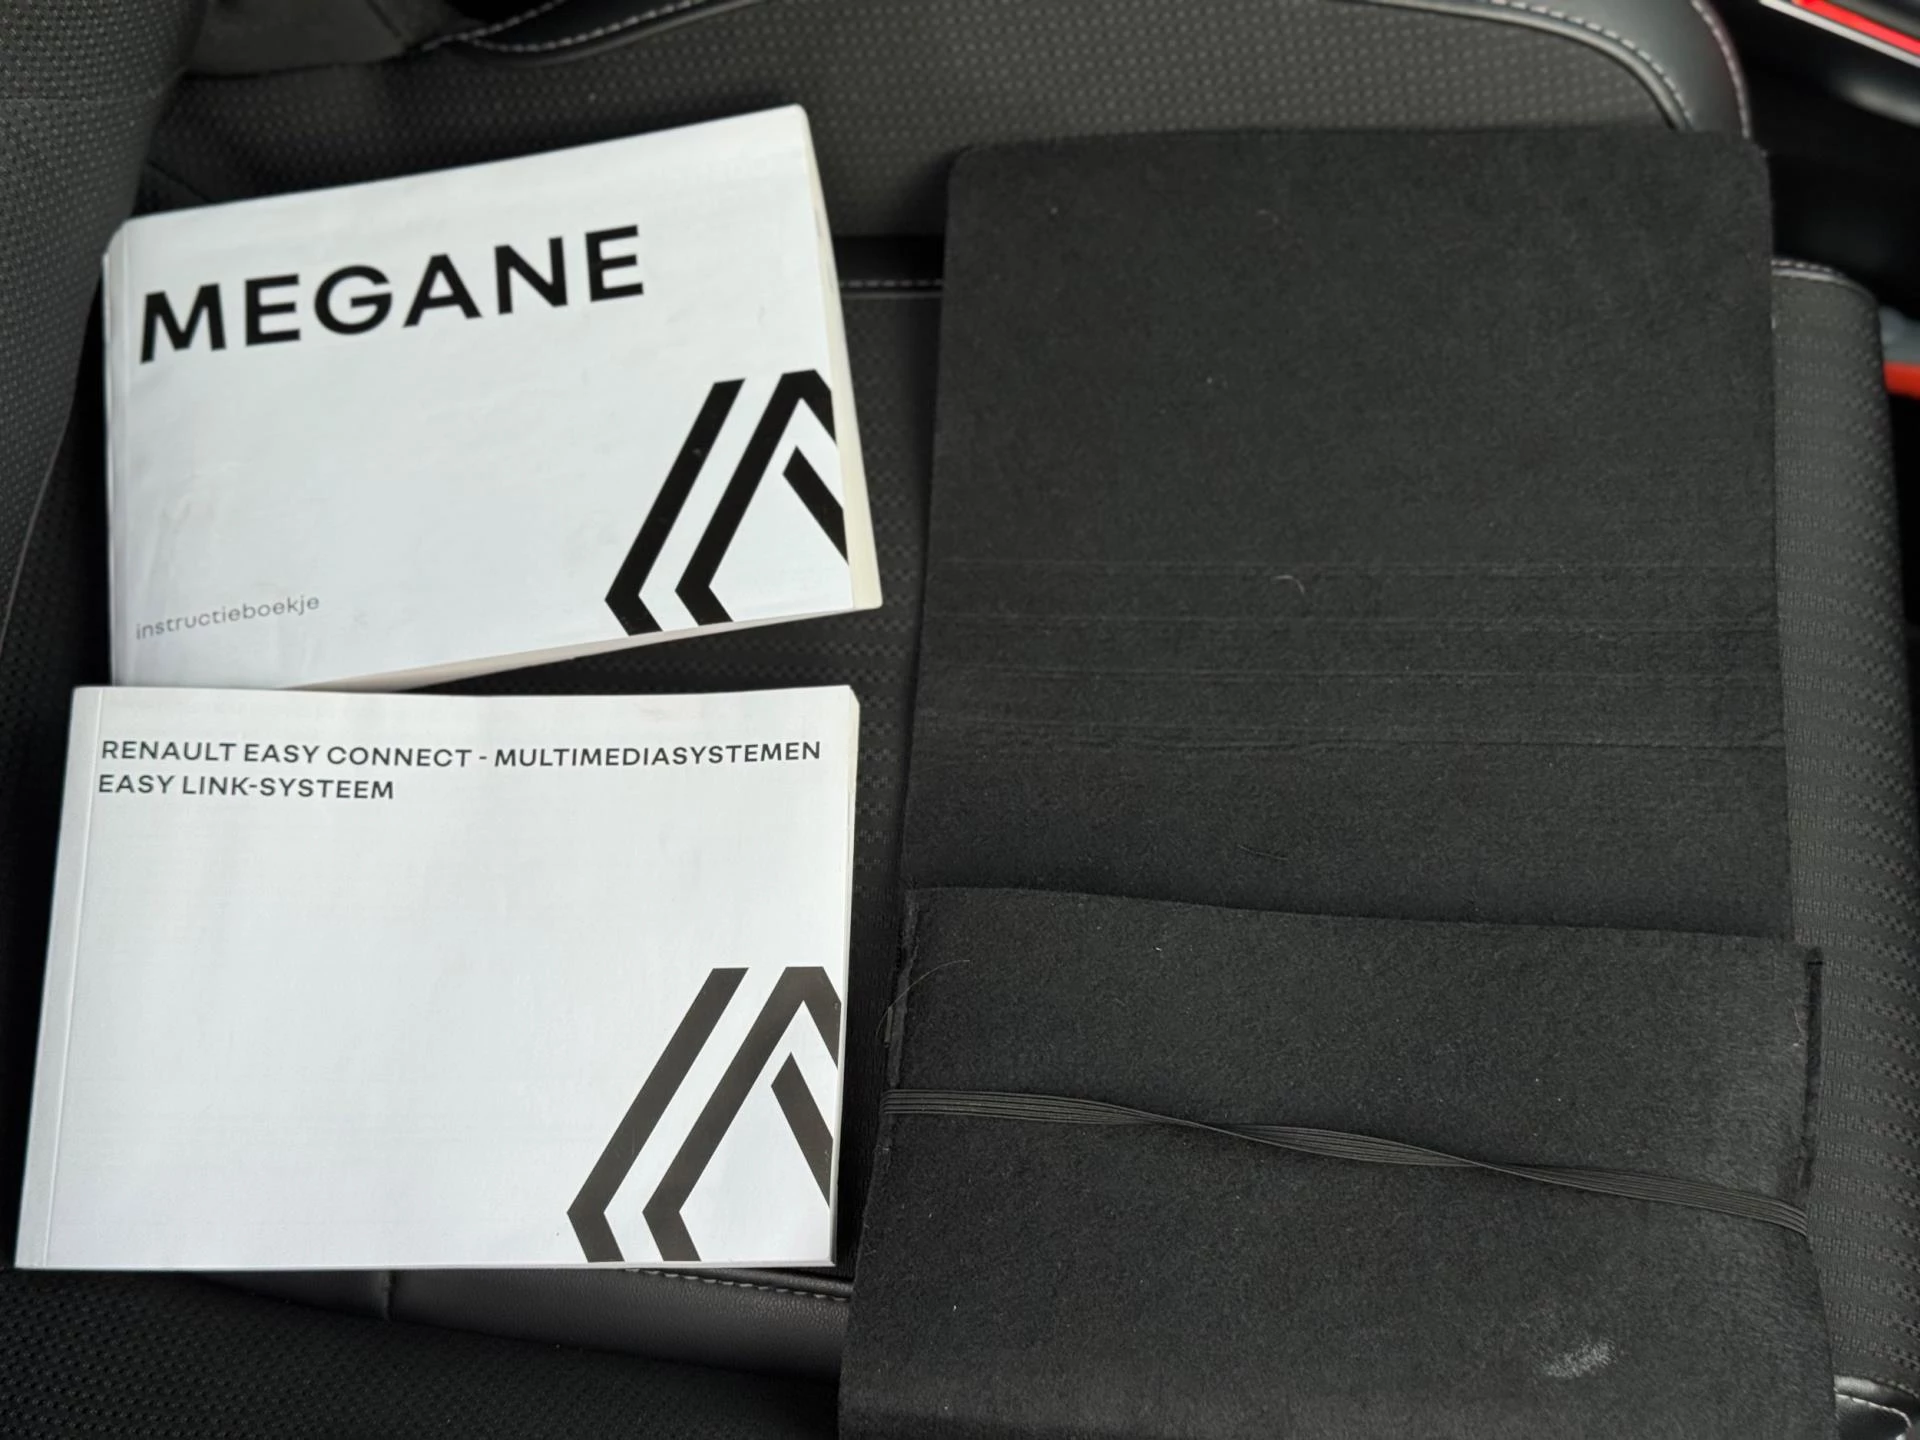 MEGANE
instructieboekje
RENAULT EASY CONNECT - MULTIMEDIASYSTEMEN
EASY LINK-SYSTEEM